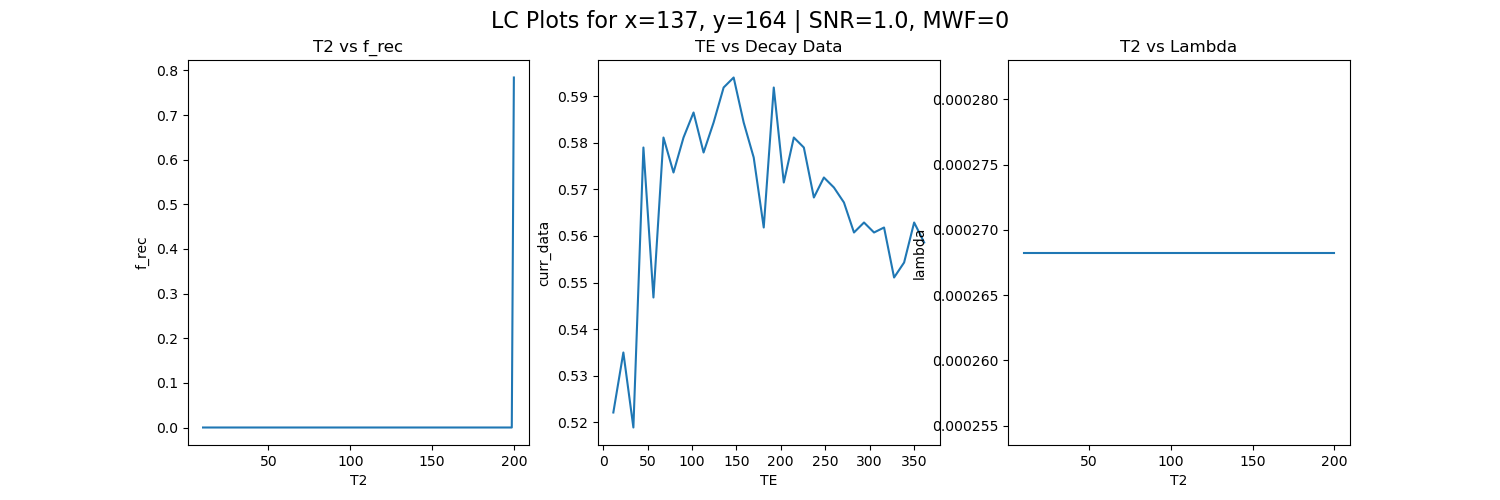 LC Plots for x=137, y=164 | SNR=1.0, MWF=0
T2 vs f_rec
0.8
0.7
0.6
0.5
0.4
0.3
0.2
0.1
0.0
f_rec
50 100 150 200
T2
TE vs Decay Data
0.59
0.58
0.57
0.56
0.55
0.54
0.53
0.52
curr_data
0 50 100 150 200 250 300 350
TE
T2 vs Lambda
0.000280
0.000275
0.000270
0.000265
0.000260
0.000255
lambda
50 100 150 200
T2